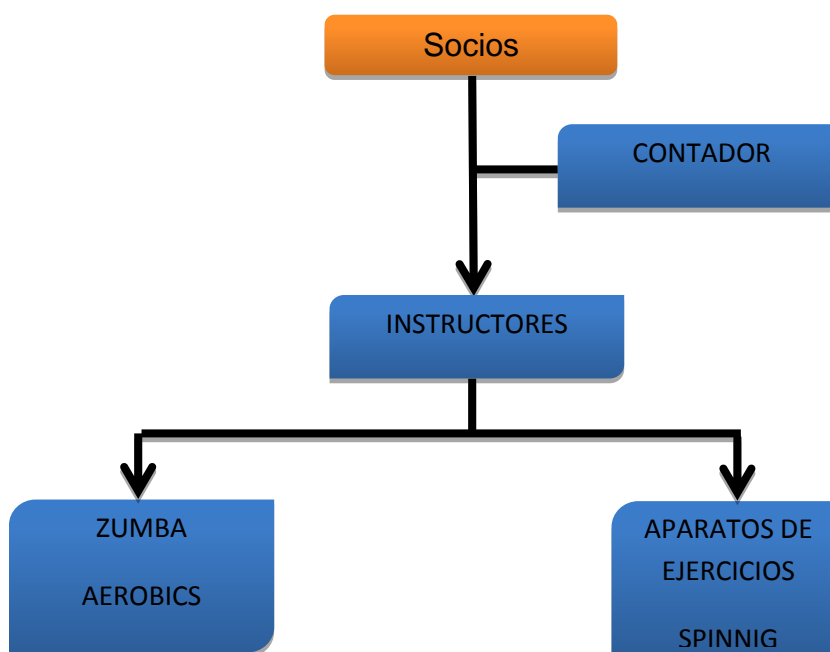 Socios
CONTADOR
INSTRUCTORES
ZUMBA
AEROBICS
APARATOS DE
EJERCICIOS
SPINNIG